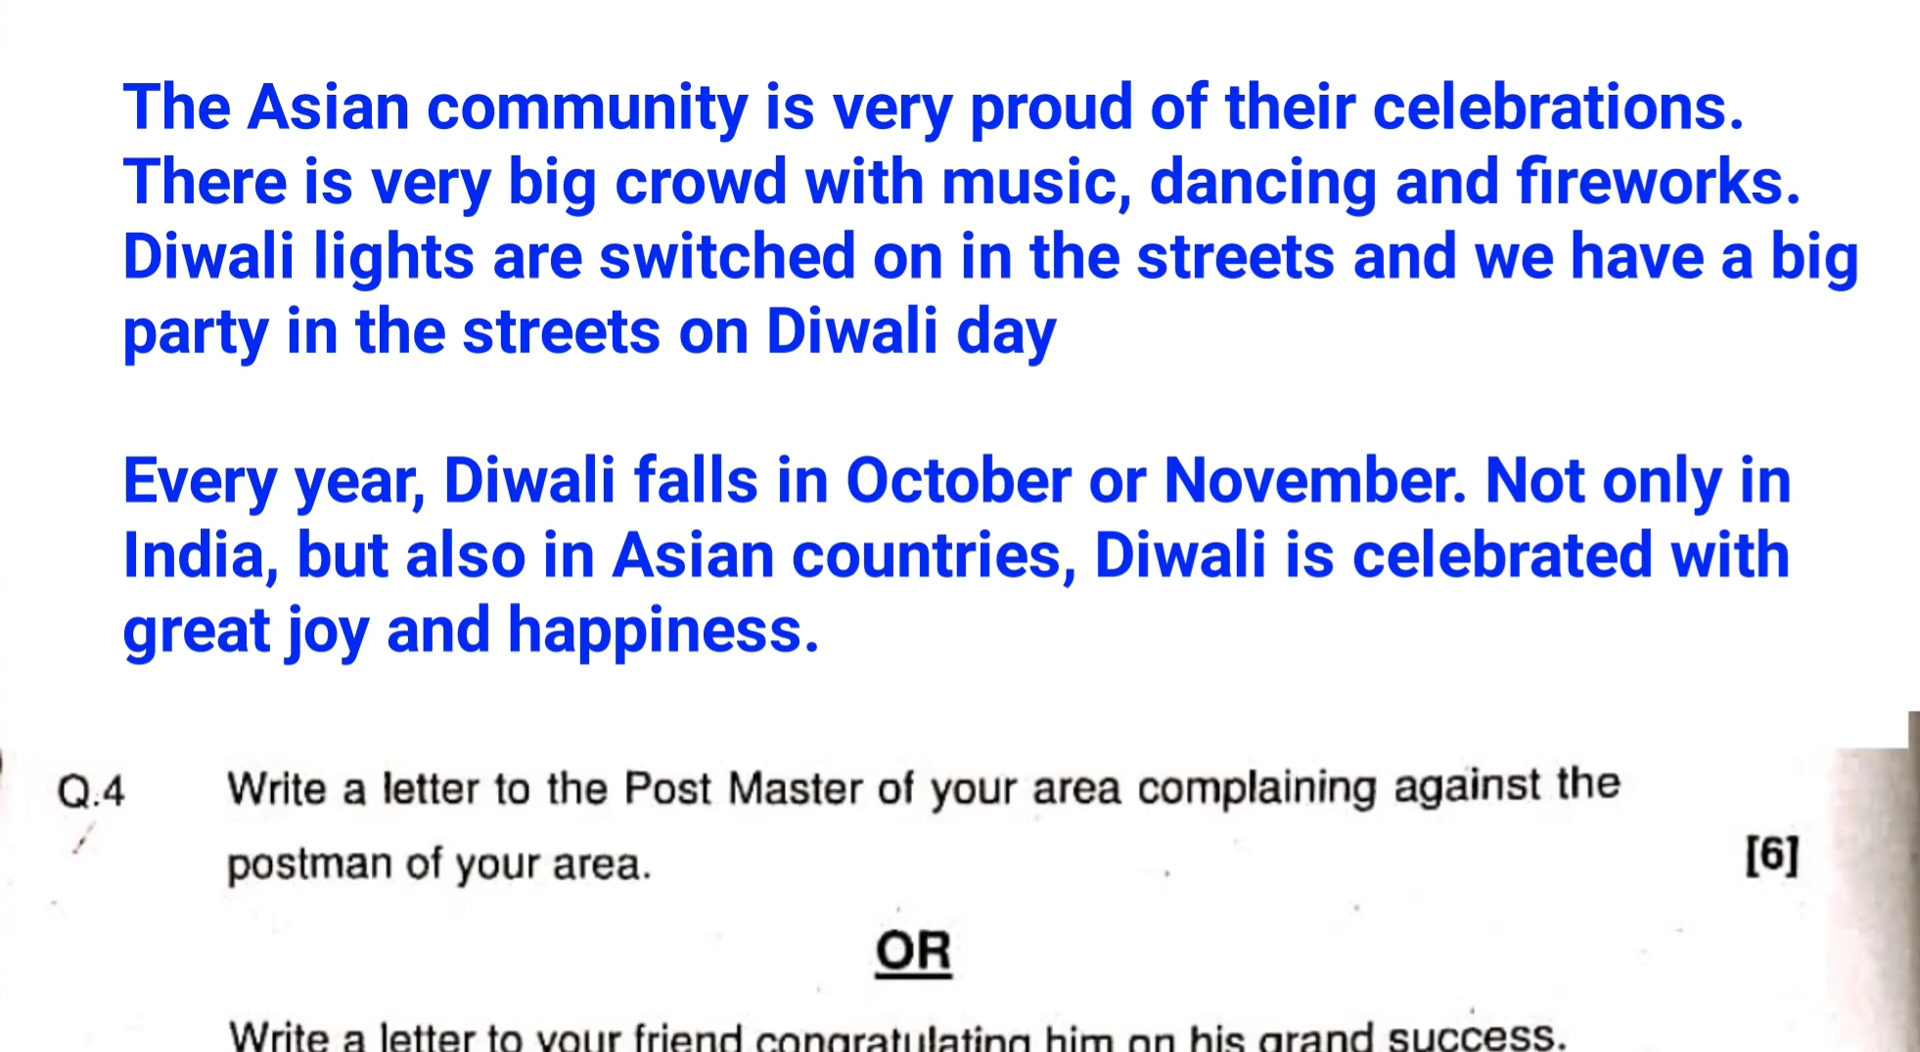 The Asian community is very proud of their celebrations.
There is very big crowd with music, dancing and fireworks.
Diwali lights are switched on in the streets and we have a big
party in the streets on Diwali day
Every year, Diwali falls in October or November. Not only in
India, but also in Asian countries, Diwali is celebrated with
great joy and happiness.
Q.4 Write a letter to the Post Master of your area complaining against the
postman of your area. [6]
OR
Write a letter to your friend congratulating him on his grand success.